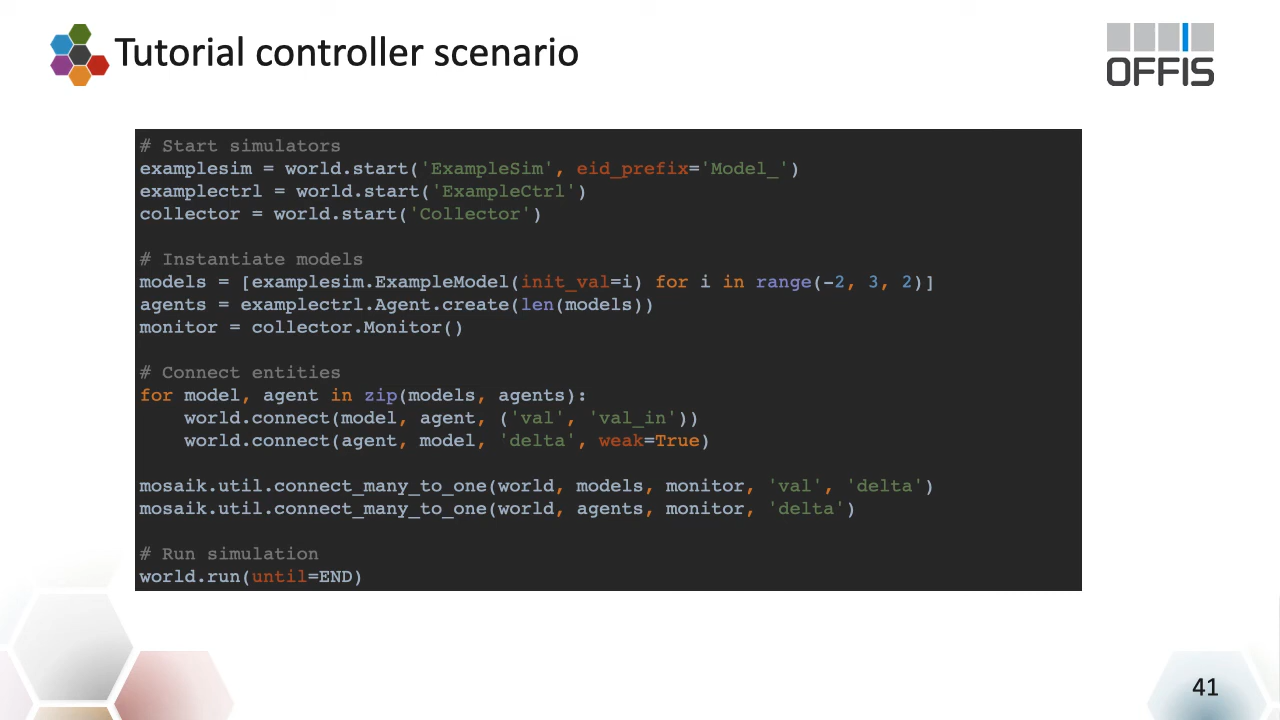 Tutorial controller scenario
OFFIS
# Start simulators
examplesim = world.start('ExampleSim', eid_prefix='Model_')
examplectrl = world.start('ExampleCtrl')
collector = world.start('Collector')
# Instantiate models
models = [examplesim.ExampleModel(init_val=i) for i in range(-2, 3, 2)]
agents = examplectrl.Agent.create(len(models))
monitor = collector.Monitor()
# Connect entities
for model, agent in zip(models, agents):
    world.connect(model, agent, ('val', 'val_in'))
    world.connect(agent, model, 'delta', weak=True)
mosaik.util.connect_many_to_one(world, models, monitor, 'val', 'delta')
mosaik.util.connect_many_to_one(world, agents, monitor, 'delta')
# Run simulation
world.run(until=END)
41